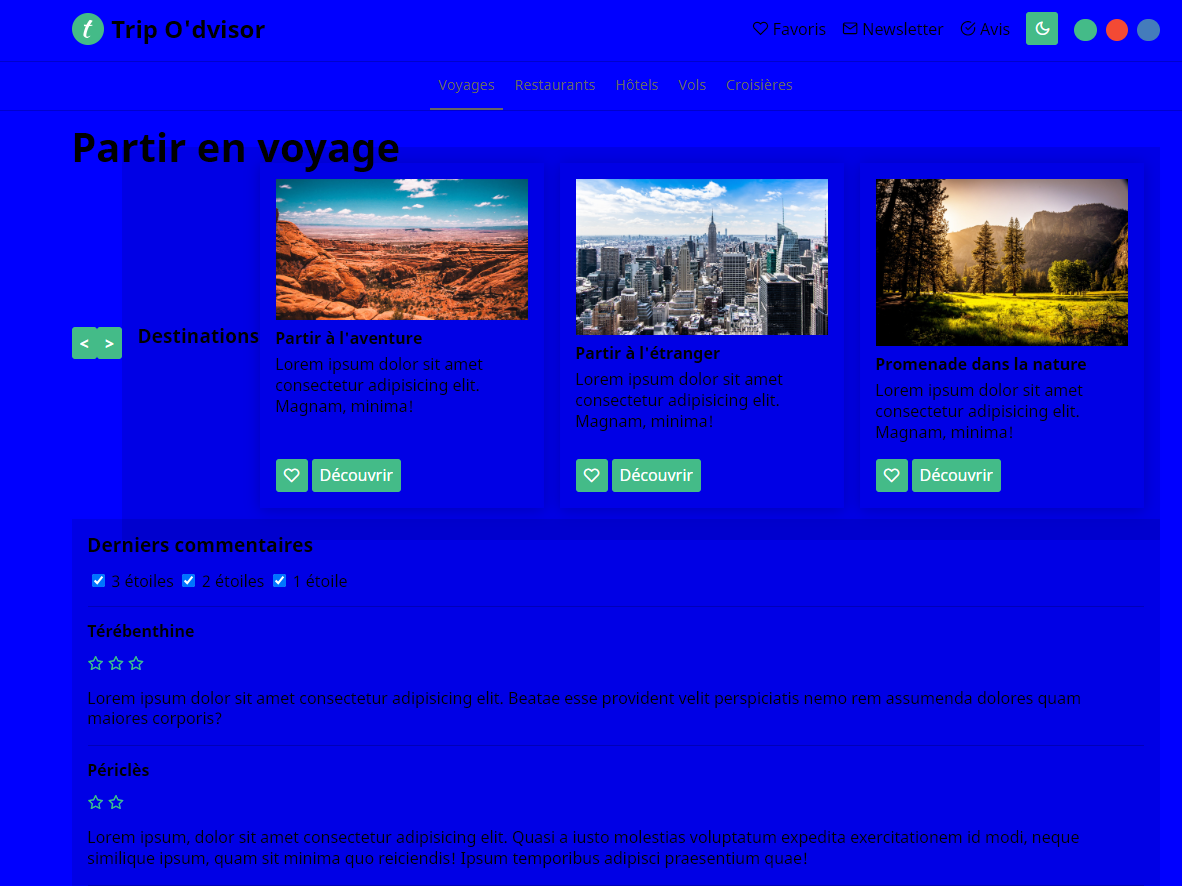 t Trip O'dvisor
Favoris Newsletter Avis
Voyages Restaurants Hôtels Vols Croisières
Partir en voyage
< > Destinations
Partir à l'aventure
Lorem ipsum dolor sit amet
consectetur adipisicing elit.
Magnam, minima!
Découvrir
Partir à l'étranger
Lorem ipsum dolor sit amet
consectetur adipisicing elit.
Magnam, minima!
Découvrir
Promenade dans la nature
Lorem ipsum dolor sit amet
consectetur adipisicing elit.
Magnam, minima!
Découvrir
Derniers commentaires
3 étoiles 2 étoiles 1 étoile
Térébenthine
Lorem ipsum dolor sit amet consectetur adipisicing elit. Beatae esse provident velit perspiciatis nemo rem assumenda dolores quam
maiores corporis?
Périclès
Lorem ipsum, dolor sit amet consectetur adipisicing elit. Quasi a iusto molestias voluptatum expedita exercitationem id modi, neque
similique ipsum, quam sit minima quo reiciendis! Ipsum temporibus adipisci praesentium quae!